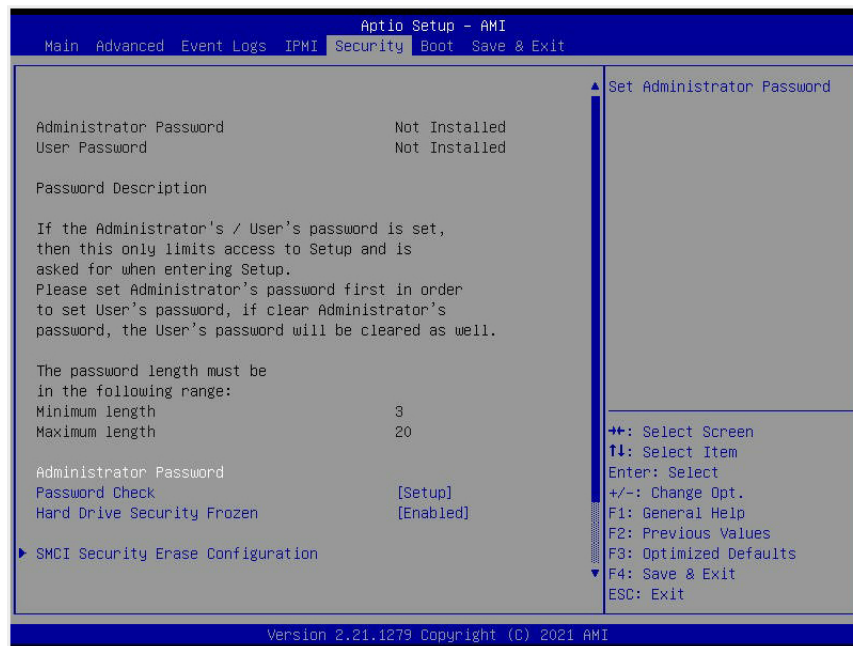 Aptio Setup - AMI
Main Advanced Event Logs IPMI Security Boot Save & Exit
Set Administrator Password
Administrator Password Not Installed
User Password Not Installed
Password Description
If the Administrator's / User's password is set,
then this only limits access to Setup and is
asked for when entering Setup.
Please set Administrator's password first in order
to set User's password, if clear Administrator's
password, the User's password will be cleared as well.
The password length must be
in the following range:
Minimum length 3
Maximum length 20
Administrator Password
Password Check [Setup]
Hard Drive Security Frozen [Enabled]
SMCI Security Erase Configuration
→←: Select Screen
↑↓: Select Item
Enter: Select
+/-: Change Opt.
F1: General Help
F2: Previous Values
F3: Optimized Defaults
F4: Save & Exit
ESC: Exit
Version 2.21.1279 Copyright (C) 2021 AMI